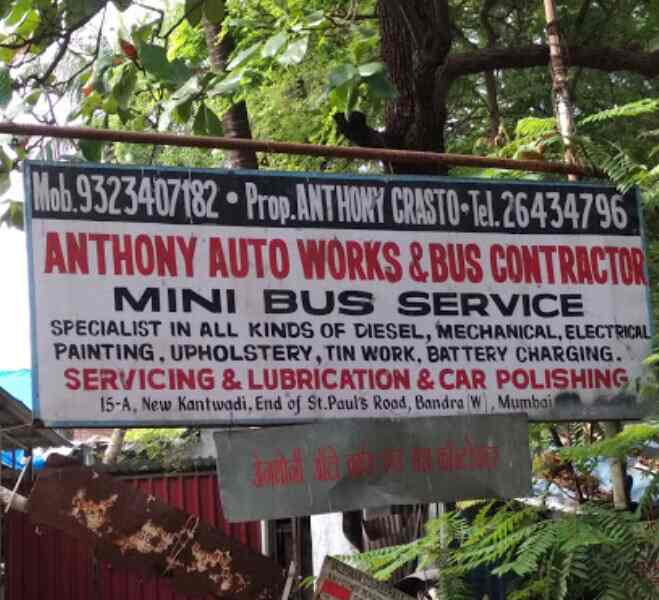 Mob.9323407182 • Prop.ANTHONY CRASTO•Tel.26434796
ANTHONY AUTO WORKS & BUS CONTRACTOR
MINI BUS SERVICE
SPECIALIST IN ALL KINDS OF DIESEL, MECHANICAL, ELECTRICAL
PAINTING, UPHOLSTERY, TIN WORK, BATTERY CHARGING.
SERVICING & LUBRICATION & CAR POLISHING
15-A, New Kantwadi, End of St.Paul's Road, Bandra (W), Mumbai